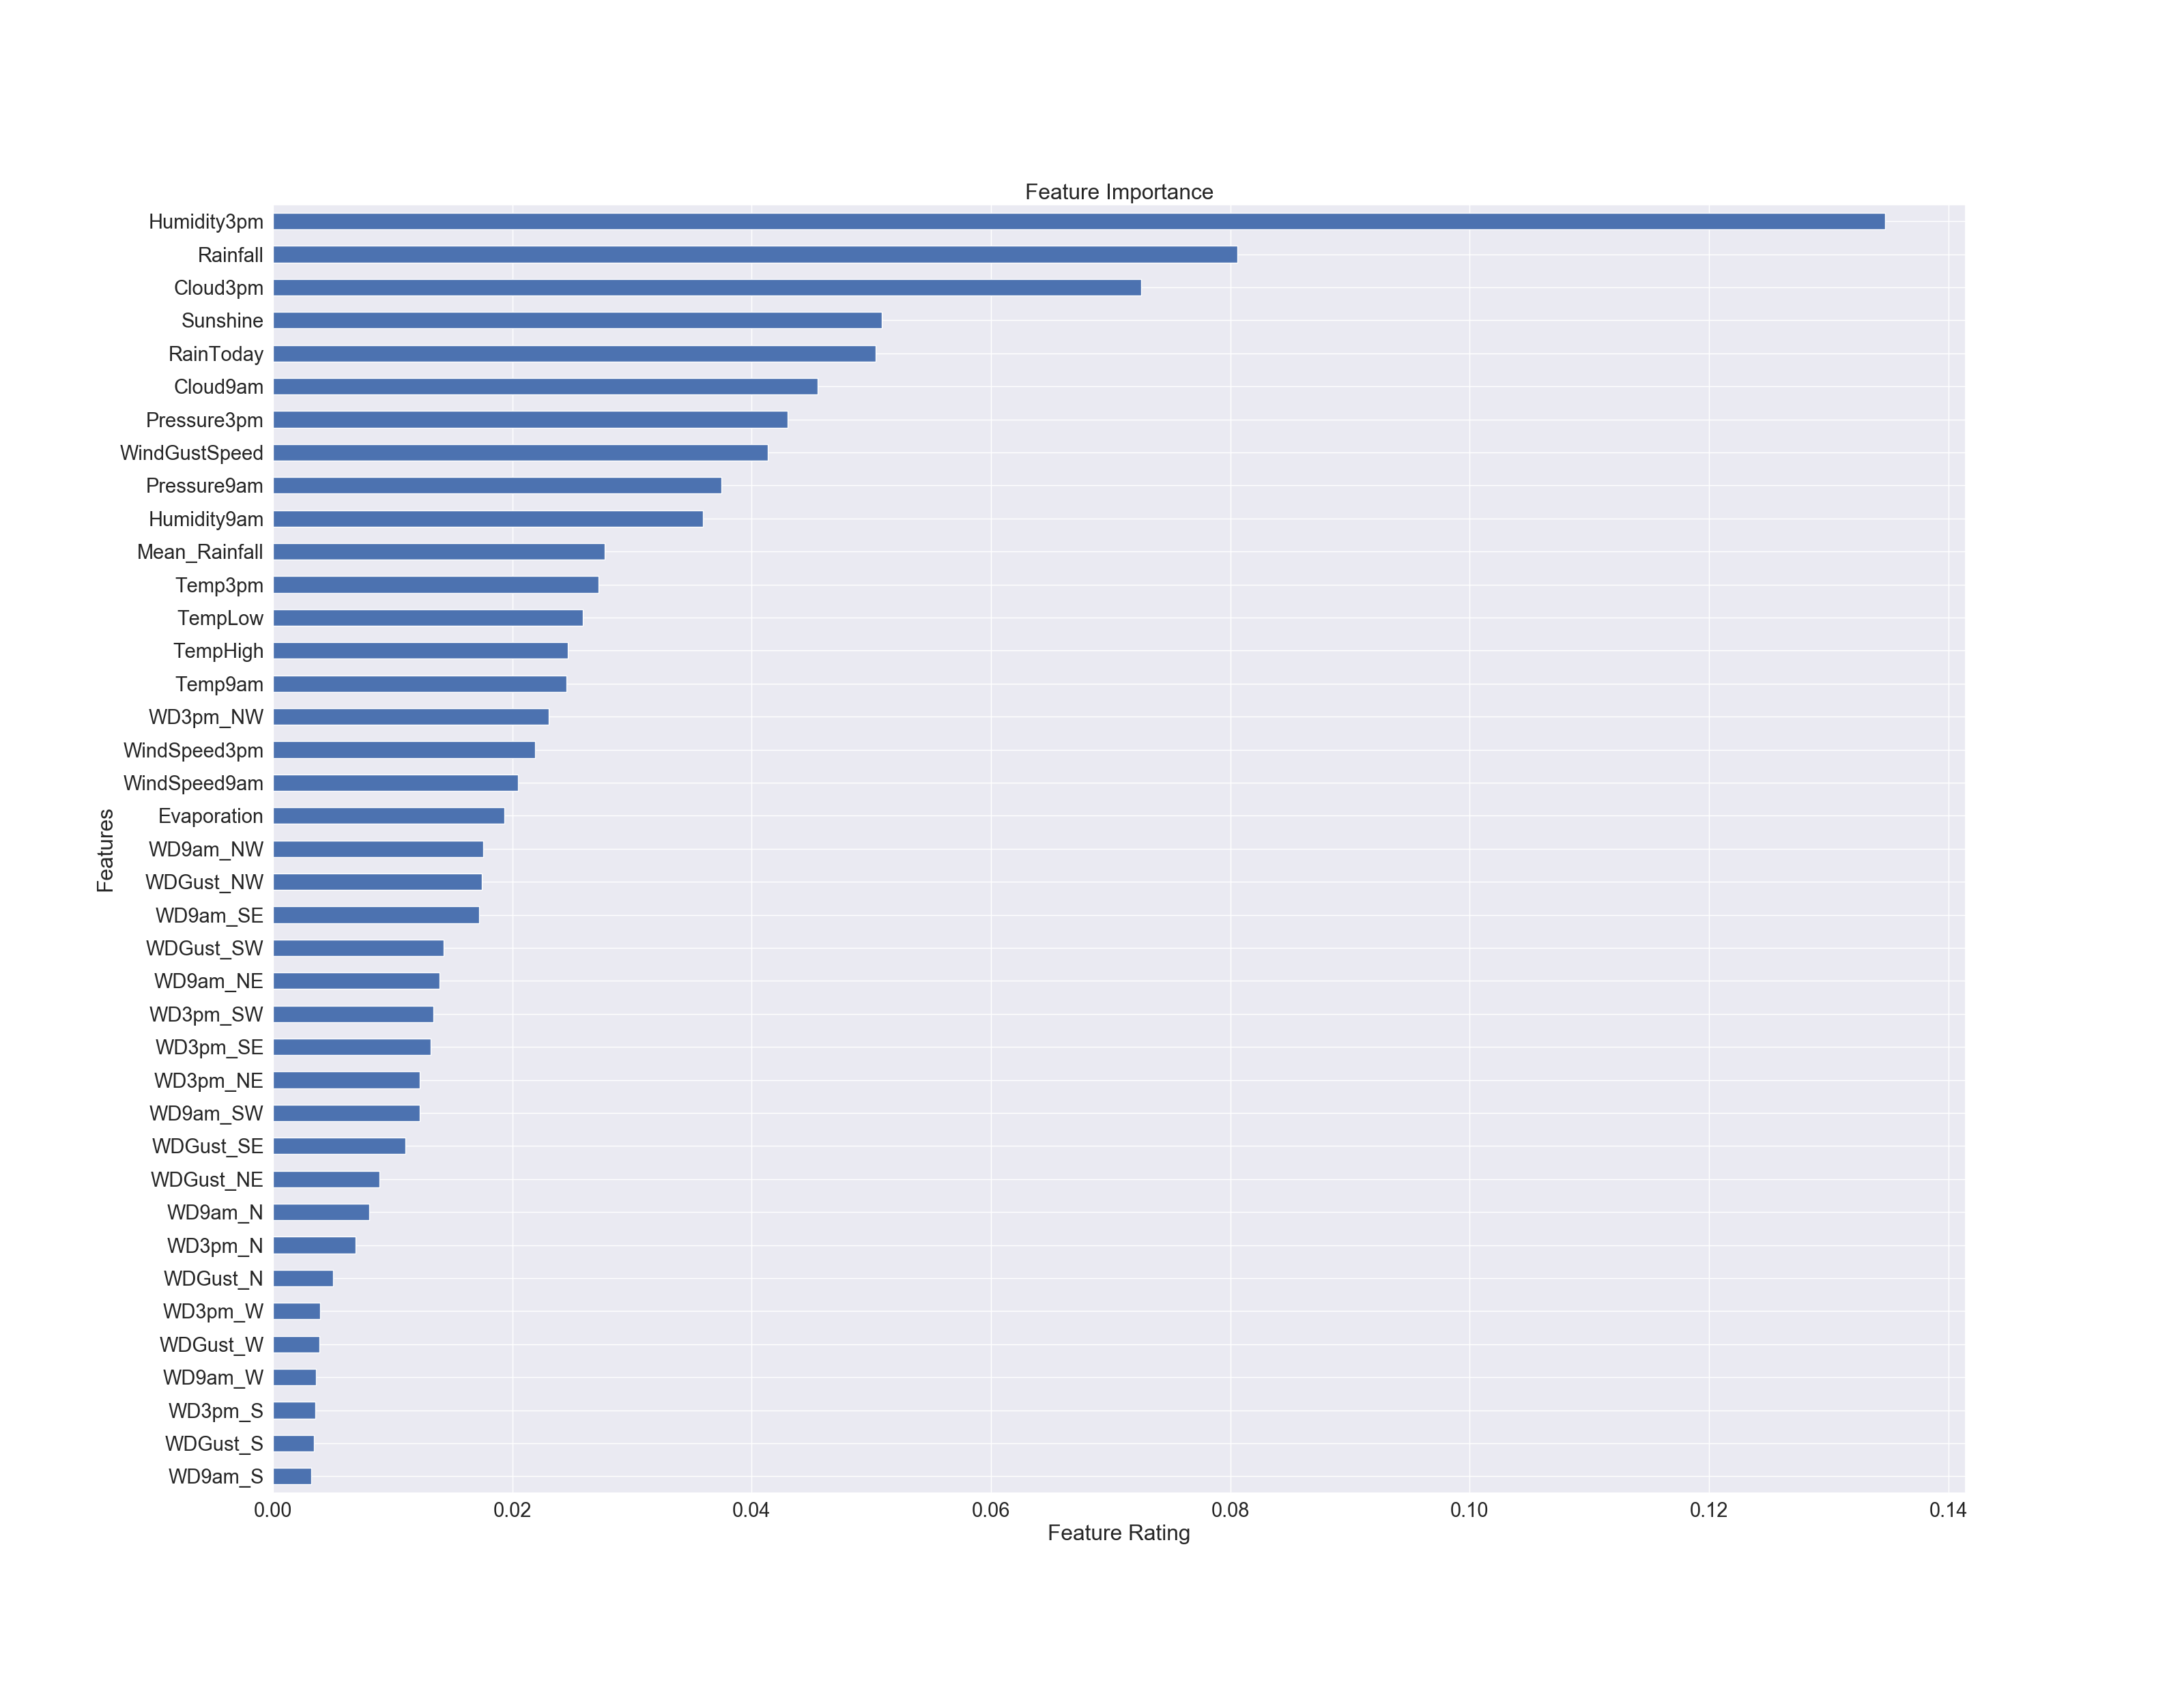 Feature Importance
Humidity3pm
Rainfall
Cloud3pm
Sunshine
RainToday
Cloud9am
Pressure3pm
WindGustSpeed
Pressure9am
Humidity9am
Mean_Rainfall
Temp3pm
TempLow
TempHigh
Temp9am
WD3pm_NW
WindSpeed3pm
WindSpeed9am
Evaporation
WD9am_NW
WDGust_NW
WD9am_SE
WDGust_SW
WD9am_NE
WD3pm_SW
WD3pm_SE
WD3pm_NE
WD9am_SW
WDGust_SE
WDGust_NE
WD9am_N
WD3pm_N
WDGust_N
WD3pm_W
WDGust_W
WD9am_W
WD3pm_S
WDGust_S
WD9am_S
Features
0.00 0.02 0.04 0.06 0.08 0.10 0.12 0.14
Feature Rating